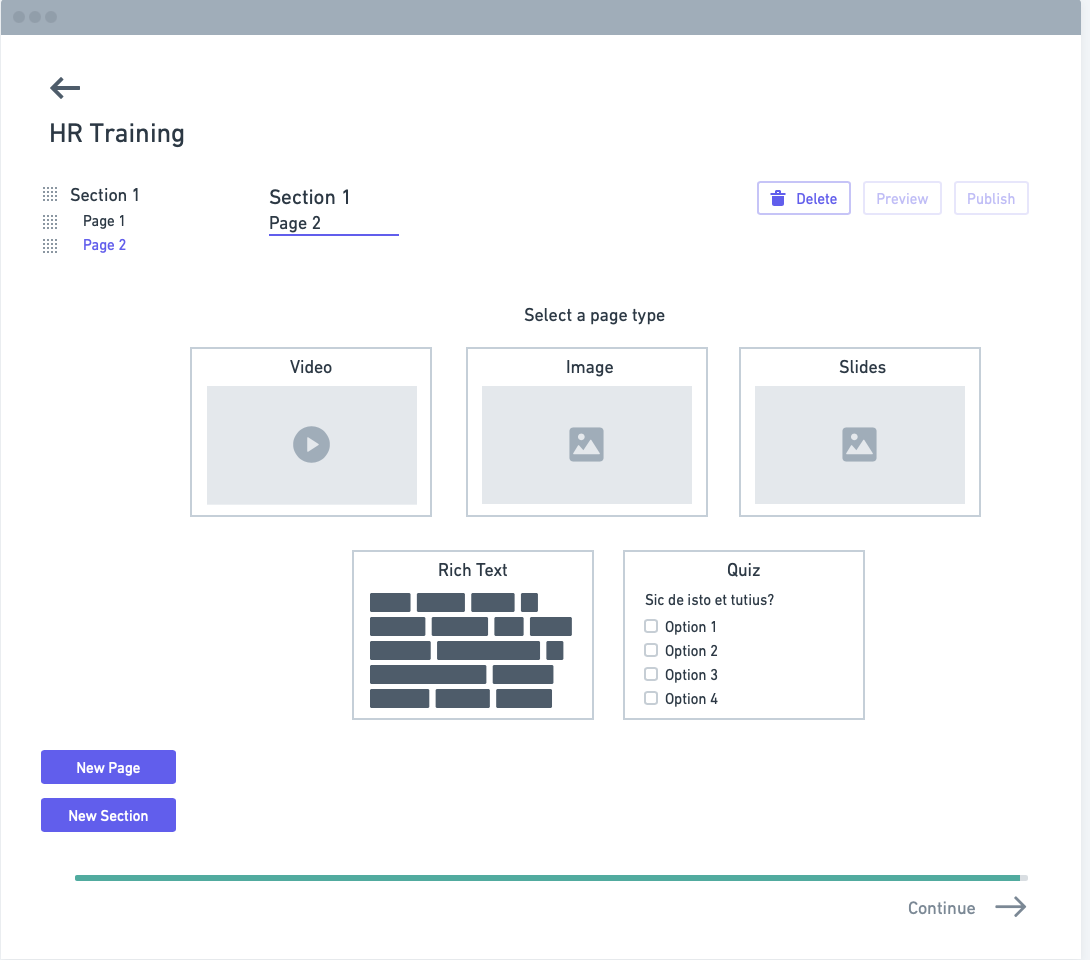 HR Training
Section 1
Page 1
Page 2
Section 1
Page 2
Delete
Preview
Publish
Select a page type
Video
Image
Slides
Rich Text
Quiz
Sic de isto et tutius?
Option 1
Option 2
Option 3
Option 4
New Page
New Section
Continue